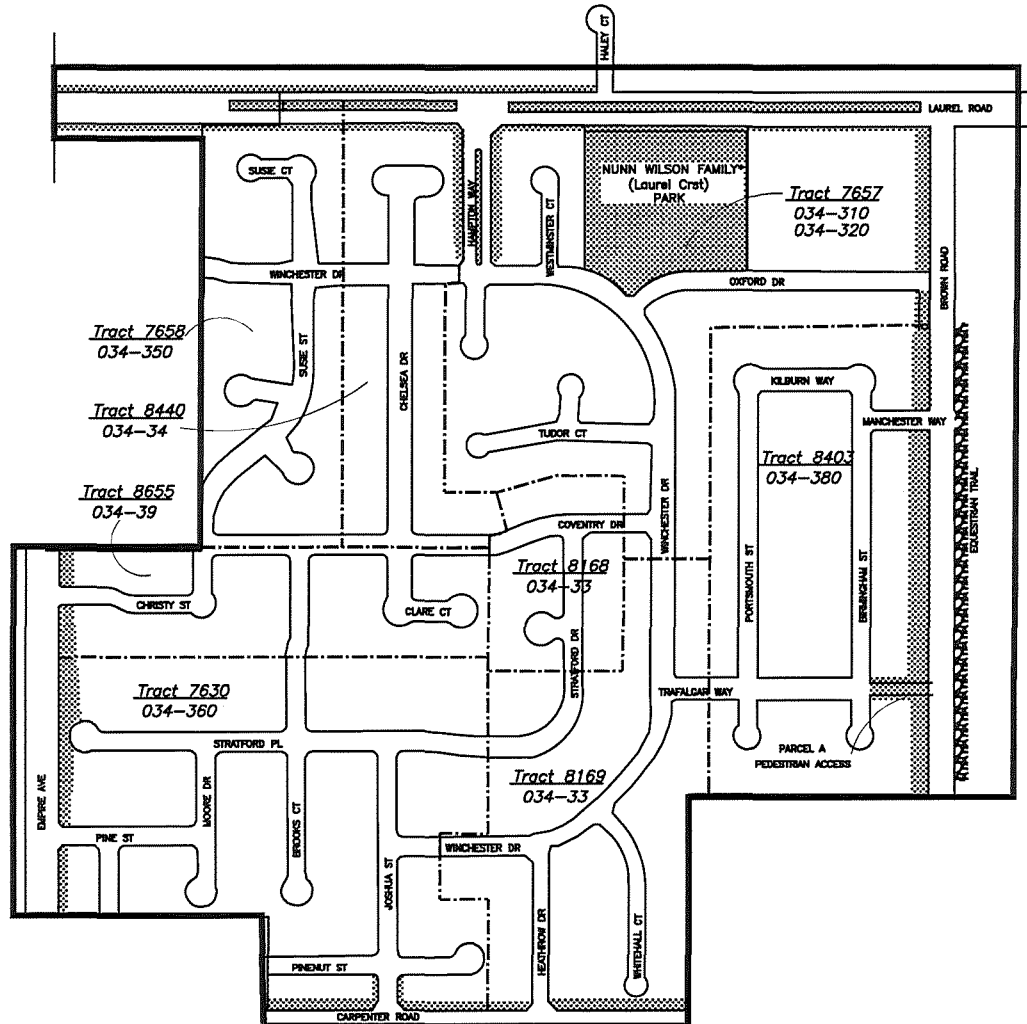 HALEY CT
LAUREL ROAD
SUSIE CT
HAMPTON WAY
WESTMINSTER CT
NUNN WILSON FAMILY*
(Laurel Crst)
PARK
Tract 7657
034-310
034-320
WINCHESTER DR
OXFORD DR
BROWN ROAD
Tract 7658
034-350
SUSIE ST
CHELSEA DR
KILBURN WAY
Tract 8440
034-34
MANCHESTER WAY
TUDOR CT
Tract 8403
034-380
Tract 8655
034-39
EQUESTRIAN TRAIL
WINCHESTER DR
COVENTRY DR
Tract 8168
034-33
PORTSMOUTH ST
BIRMINGHAM ST
CHRISTY ST
CLARE CT
STRATFORD DR
Tract 7630
034-360
TRAFALGAR WAY
STRATFORD PL
PARCEL A
PEDESTRIAN ACCESS
Tract 8169
034-33
EMPIRE AVE
MOORE DR
BROOKS CT
PINE ST
WINCHESTER DR
JOSHUA ST
HEATHROW DR
WHITEHALL CT
PINENUT ST
CARPENTER ROAD